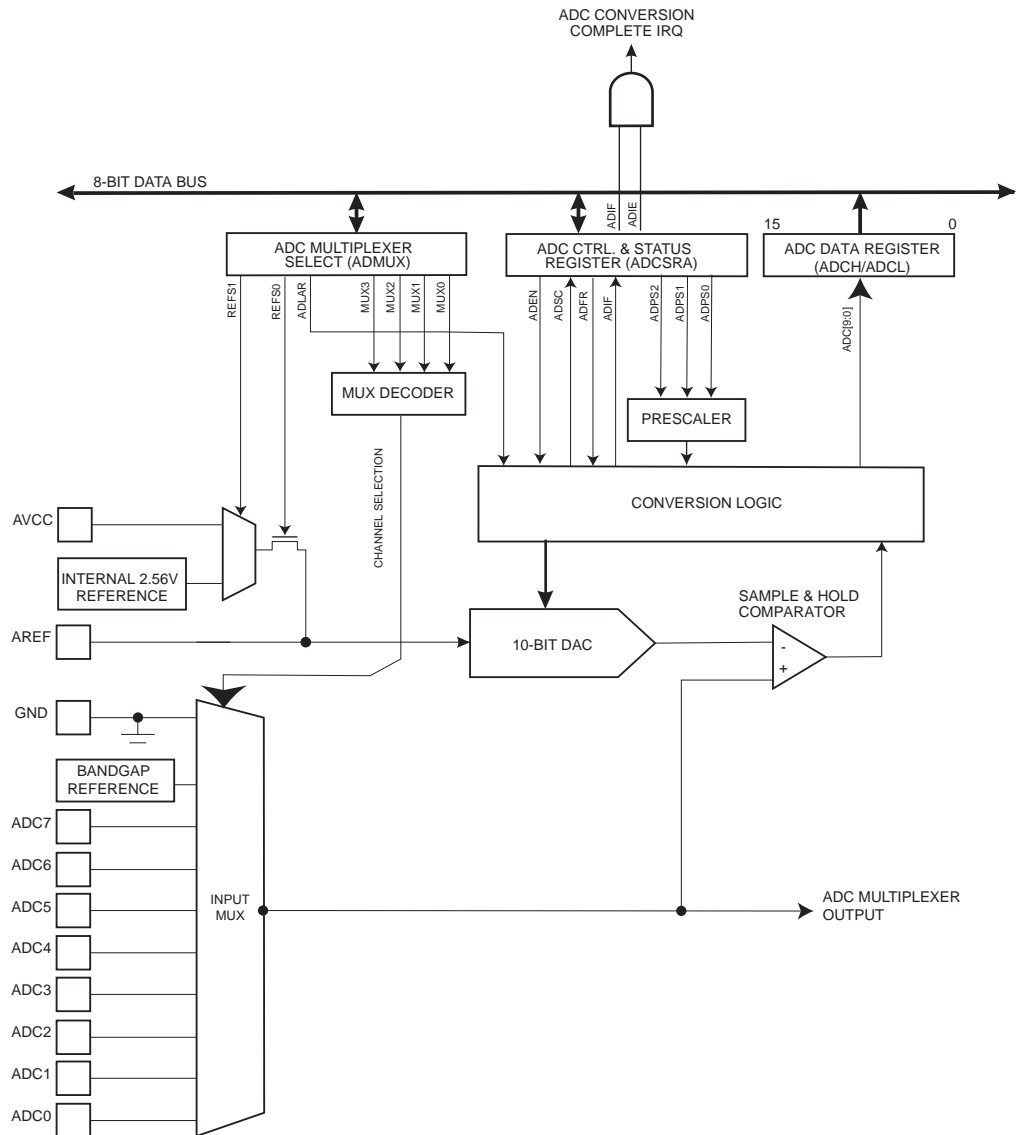 ADC CONVERSION
COMPLETE IRQ
8-BIT DATA BUS
ADIF
ADIE
15
0
ADC MULTIPLEXER
SELECT (ADMUX)
ADC CTRL. & STATUS
REGISTER (ADCSRA)
ADC DATA REGISTER
(ADCH/ADCL)
REFS1
REFS0
ADLAR
MUX3
MUX2
MUX1
MUX0
ADEN
ADSC
ADFR
ADIF
ADPS2
ADPS1
ADPS0
ADC[9:0]
MUX DECODER
PRESCALER
CHANNEL SELECTION
CONVERSION LOGIC
AVCC
INTERNAL 2.56V
REFERENCE
SAMPLE & HOLD
COMPARATOR
AREF
10-BIT DAC
-
+
GND
BANDGAP
REFERENCE
ADC7
ADC6
ADC5
INPUT
MUX
ADC MULTIPLEXER
OUTPUT
ADC4
ADC3
ADC2
ADC1
ADC0